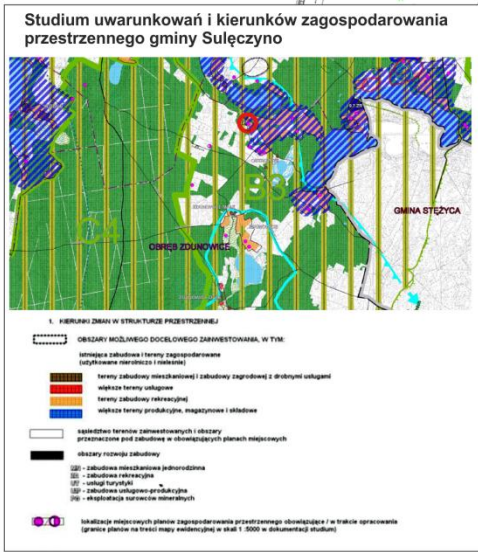 Studium uwarunkowań i kierunków zagospodarowania
przestrzennego gminy Sulęczyno
B3
C4
GMINA STĘŻYCA
OBRĘB ZDUNOWICE
1. KIERUNKI ZMIAN W STRUKTURZE PRZESTRZENNEJ
OBSZARY MOŻLIWEGO DOCELOWEGO ZAINWESTOWANIA, W TYM:
istniejąca zabudowa i tereny zagospodarowane
(użytkowane nierolniczo i nieleśnie)
tereny zabudowy mieszkaniowej i zabudowy zagrodowej z drobnymi usługami
większe tereny usługowe
tereny zabudowy rekreacyjnej
większe tereny produkcyjne, magazynowe i składowe
sąsiedztwo terenów zainwestowanych i obszary
przeznaczone pod zabudowę w obowiązujących planach miejscowych
obszary rozwoju zabudowy
- zabudowa mieszkaniowa jednorodzinna
- zabudowa rekreacyjna
- usługi turystyki
- zabudowa usługowo-produkcyjna
- eksploatacja surowców mineralnych
lokalizacje miejscowych planów zagospodarowania przestrzennego obowiązujące / w trakcie opracowania
(granice planów na treści mapy ewidencyjnej w skali 1 :5000 w dokumentacji studium)